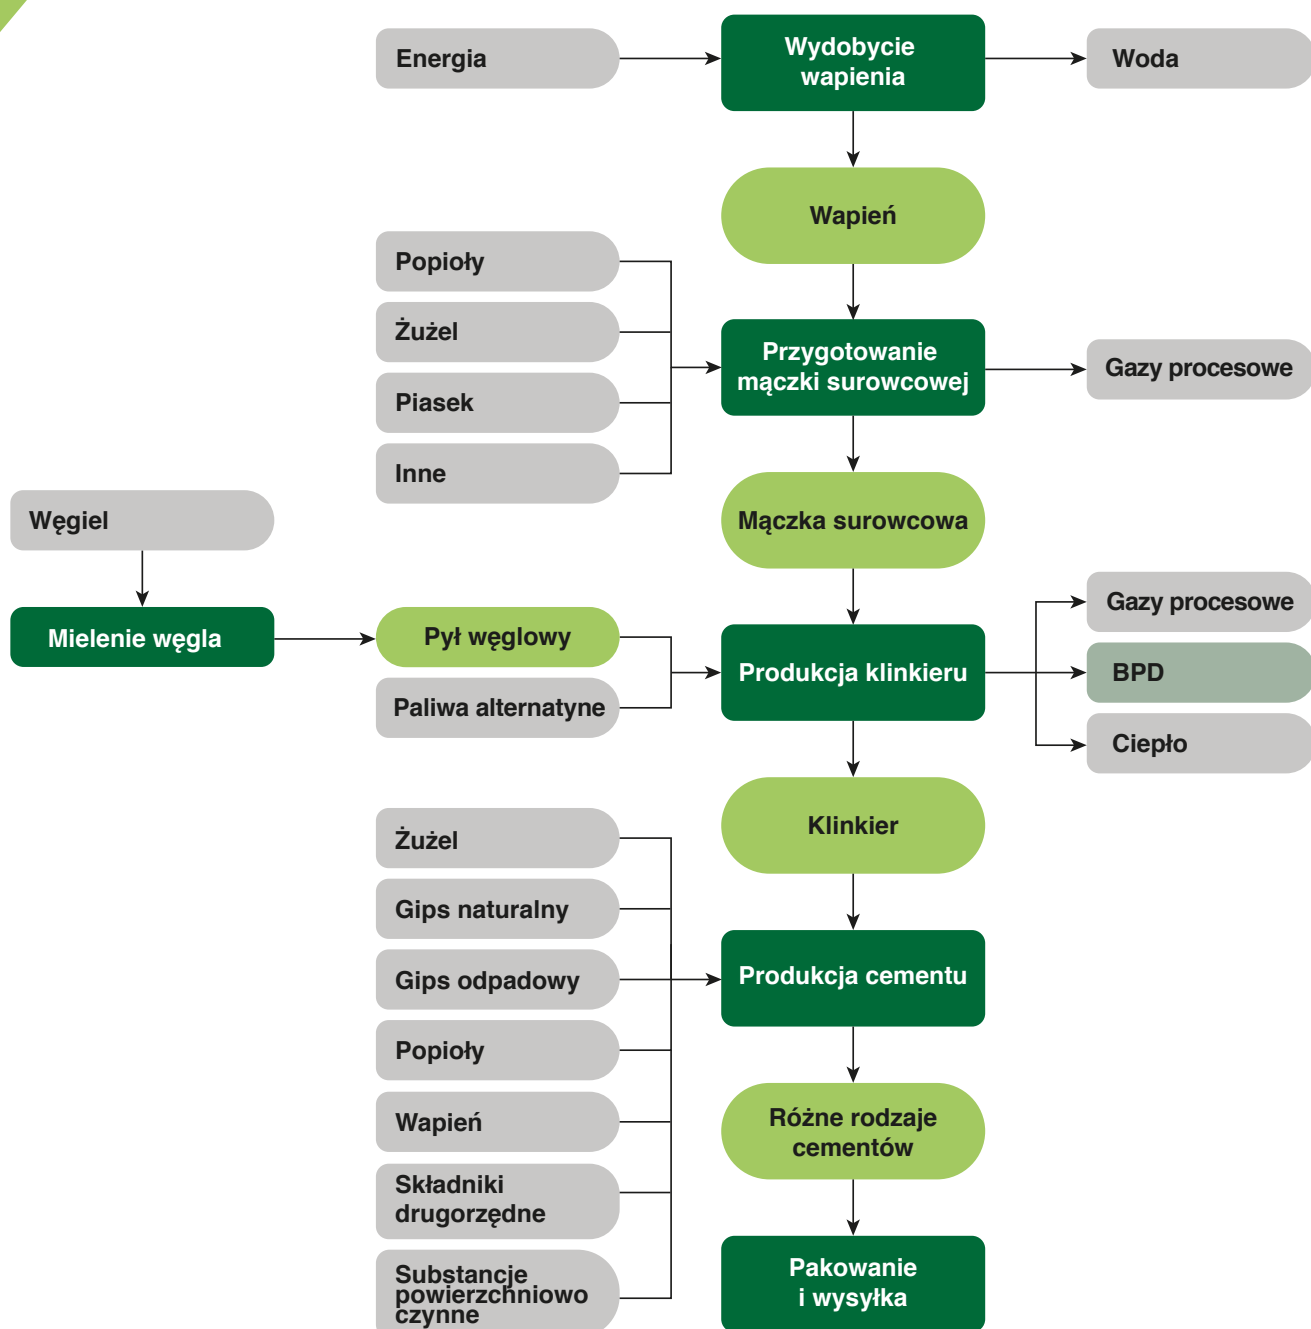 Energia
Wydobycie
wapienia
Woda
Wapień
Popioły
Żużel
Piasek
Inne
Przygotowanie
mączki surowcowej
Gazy procesowe
Węgiel
Mączka surowcowa
Mielenie węgla
Pył węglowy
Paliwa alternatyne
Produkcja klinkieru
Gazy procesowe
BPD
Ciepło
Klinkier
Żużel
Gips naturalny
Gips odpadowy
Popioły
Wapień
Składniki
drugorzędne
Substancje
powierzchniowo
czynne
Produkcja cementu
Różne rodzaje
cementów
Pakowanie
i wysyłka